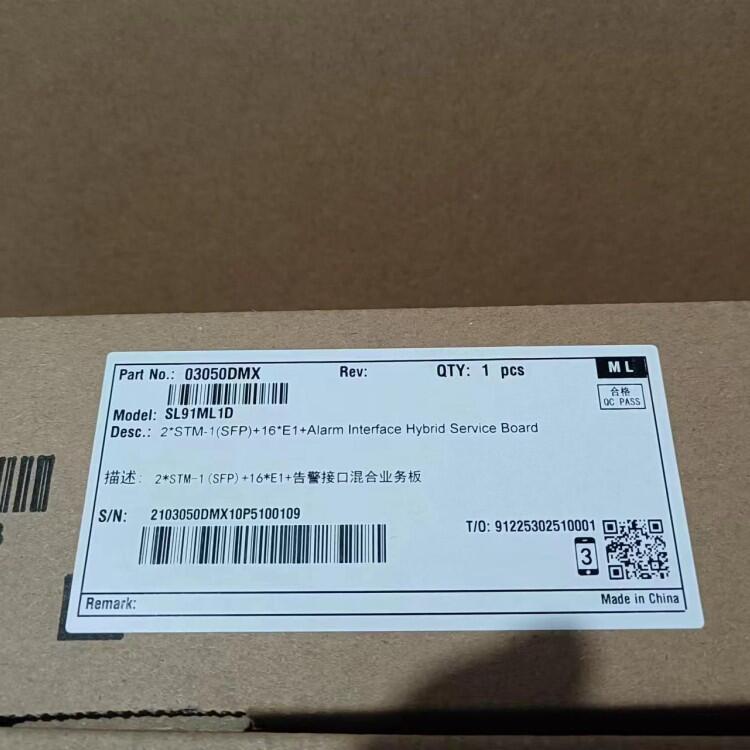 Part No.: 03050DMX Rev: QTY: 1 pcs ML
合格
QC PASS
Model: SL91ML1D
Desc.: 2*STM-1(SFP)+16*E1+Alarm Interface Hybrid Service Board
描述: 2*STM-1(SFP)+16*E1+告警接口混合业务板
S/N: 2103050DMX10P5100109
T/O: 91225302510001
3
Remark: Made in China